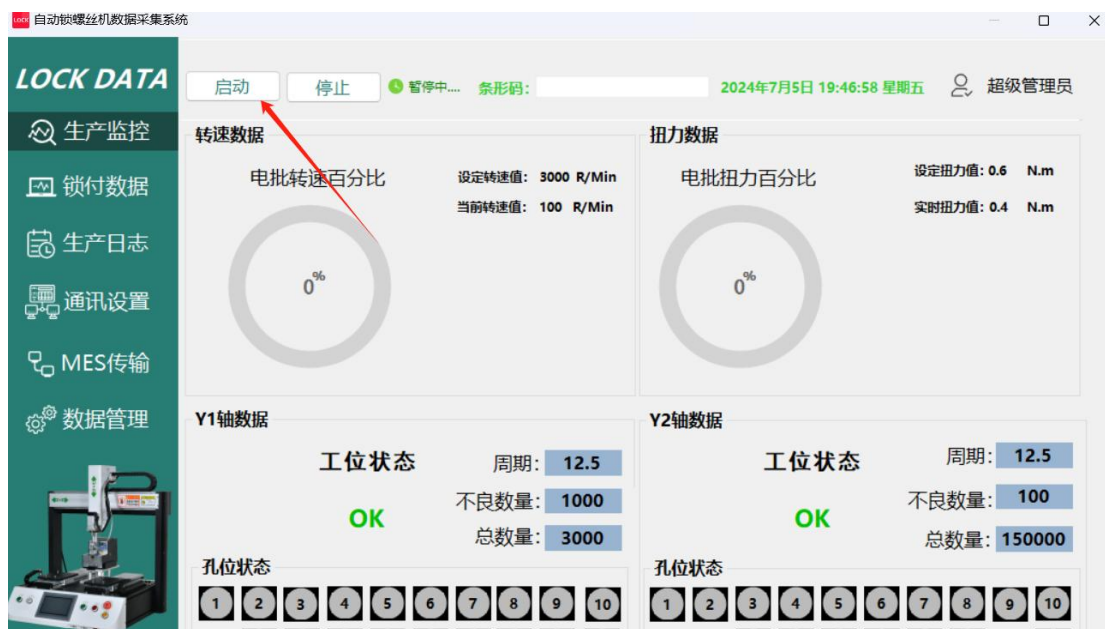 LOCK 自动锁螺丝机数据采集系统
LOCK DATA
启动 停止 暂停中.... 条形码: 2024年7月5日 19:46:58 星期五 超级管理员
生产监控
锁付数据
生产日志
通讯设置
MES传输
数据管理
转速数据
电批转速百分比
设定转速值: 3000 R/Min
当前转速值: 100 R/Min
0%
扭力数据
电批扭力百分比
设定扭力值: 0.6 N.m
实时扭力值: 0.4 N.m
0%
Y1轴数据
工位状态
OK
周期: 12.5
不良数量: 1000
总数量: 3000
孔位状态
1 2 3 4 5 6 7 8 9 10
Y2轴数据
工位状态
OK
周期: 12.5
不良数量: 100
总数量: 150000
孔位状态
1 2 3 4 5 6 7 8 9 10